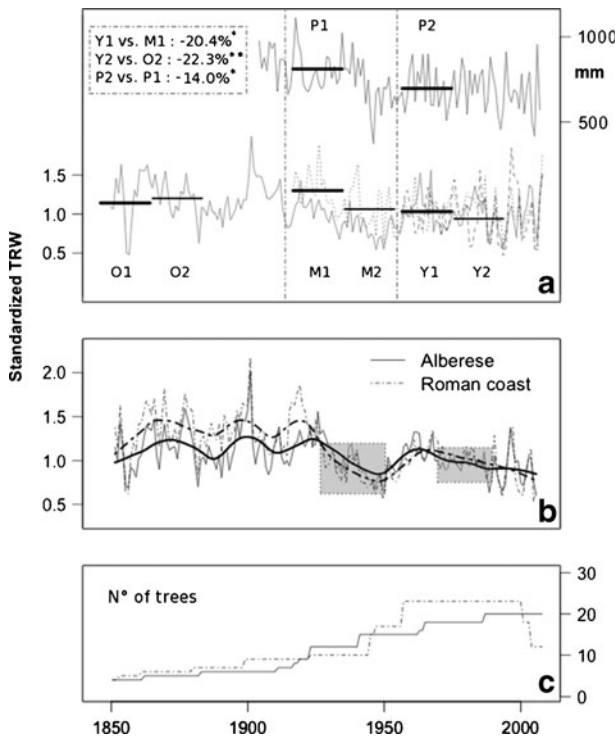 P1 P2
Y1 vs. M1 : -20.4%*
Y2 vs. O2 : -22.3%**
P2 vs. P1 : -14.0%*
1000
mm
500
1.5
1.0
0.5
O1 O2 M1 M2 Y1 Y2
a
Standardized TRW
2.0
1.5
1.0
0.5
Alberese
Roman coast
b
N° of trees
30
20
10
0
c
1850 1900 1950 2000